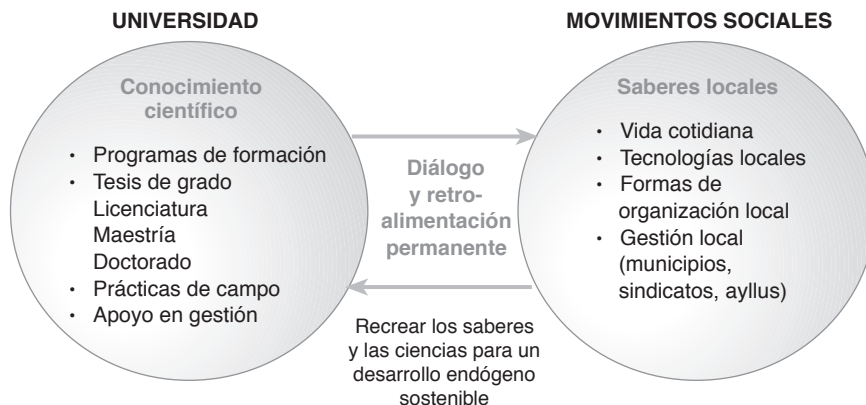 UNIVERSIDAD
Conocimiento
científico
• Programas de formación
• Tesis de grado
Licenciatura
Maestría
Doctorado
• Prácticas de campo
• Apoyo en gestión
Diálogo
y retro-
alimentación
permanente
Recrear los saberes
y las ciencias para un
desarrollo endógeno
sostenible
MOVIMIENTOS SOCIALES
Saberes locales
• Vida cotidiana
• Tecnologías locales
• Formas de
organización local
• Gestión local
(municipios,
sindicatos, ayllus)